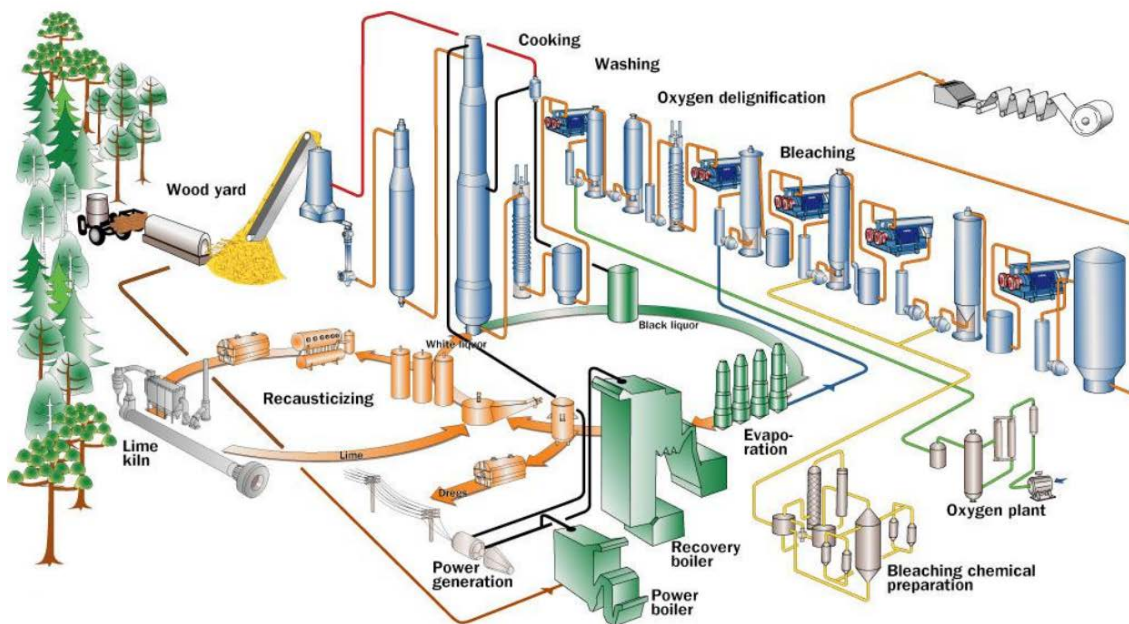 Cooking
Washing
Oxygen delignification
Bleaching
Wood yard
Black liquor
White liquor
Recausticizing
Lime
kiln
Lime
Evapo-
ration
Dregs
Oxygen plant
Power
generation
Recovery
boiler
Bleaching chemical
preparation
Power
boiler